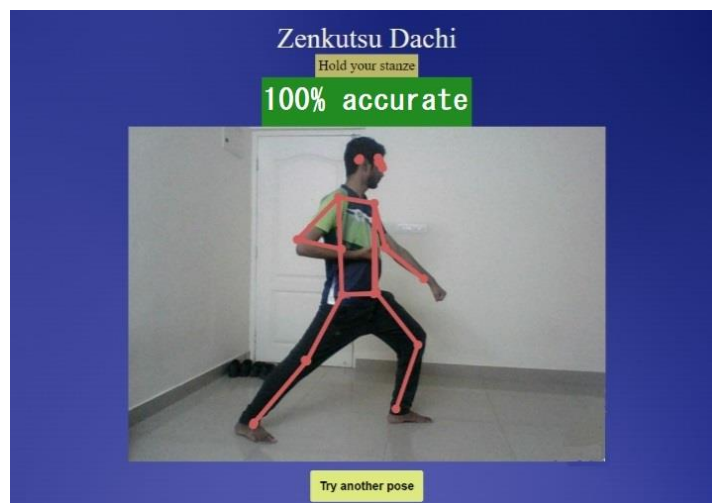 Zenkutsu Dachi
Hold your stanze
100% accurate
Try another pose